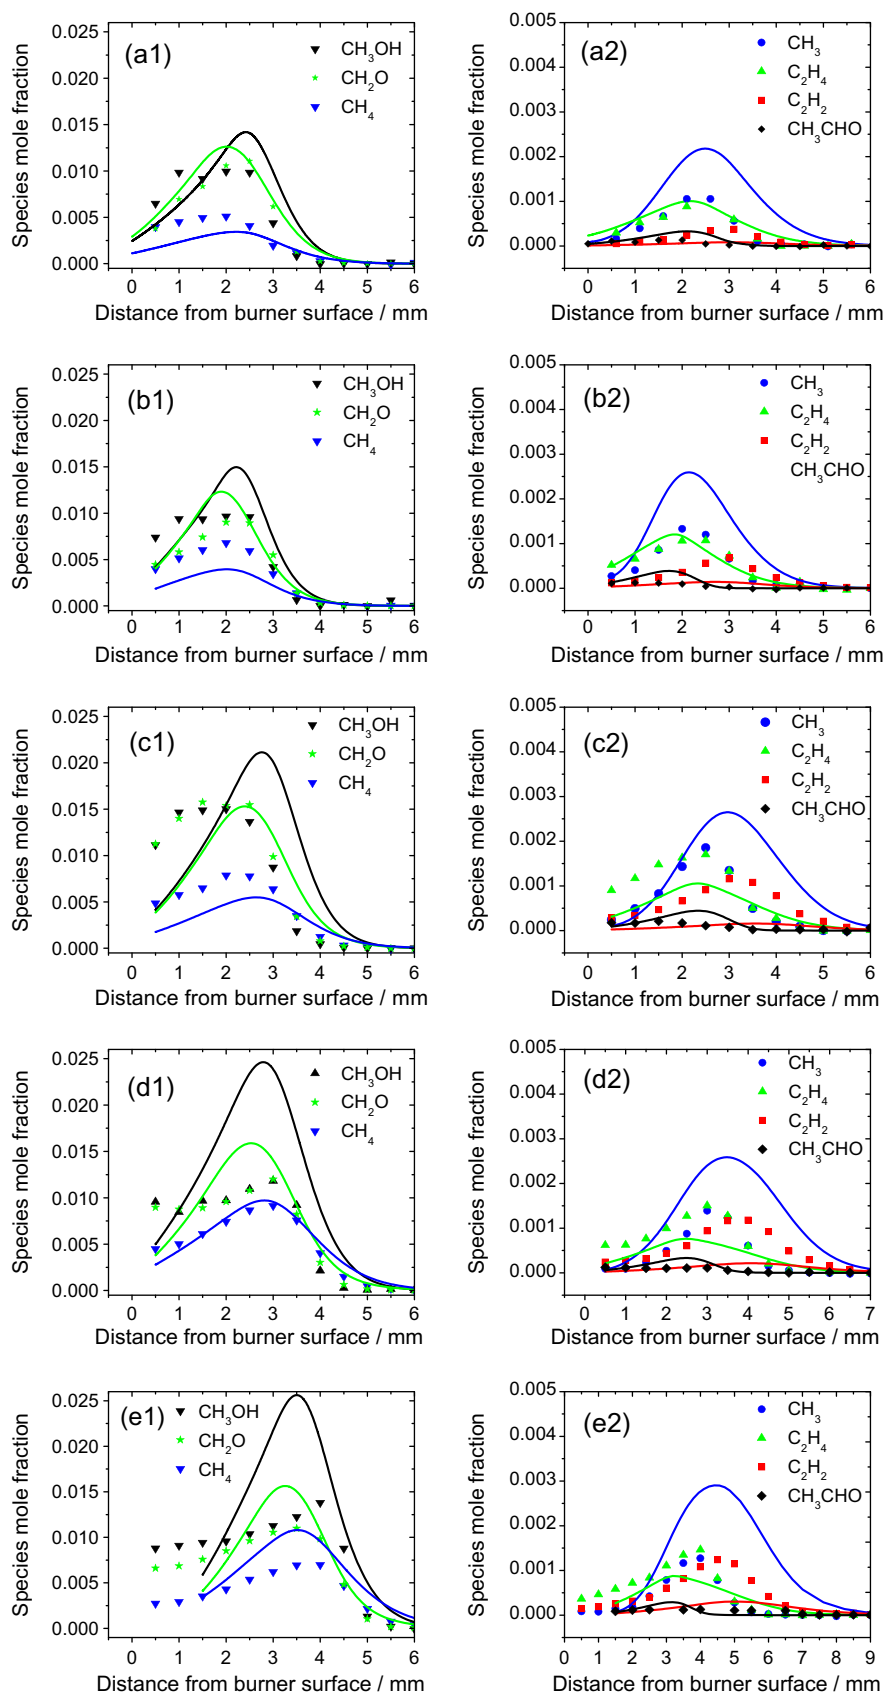 Species mole fraction
0.025
0.020
0.015
0.010
0.005
0.000
(a1)
CH₃OH
CH₂O
CH₄
0 1 2 3 4 5 6
Distance from burner surface / mm
Species mole fraction
0.005
0.004
0.003
0.002
0.001
0.000
(a2)
CH₃
C₂H₄
C₂H₂
CH₃CHO
0 1 2 3 4 5 6
Distance from burner surface / mm
Species mole fraction
0.025
0.020
0.015
0.010
0.005
0.000
(b1)
CH₃OH
CH₂O
CH₄
0 1 2 3 4 5 6
Distance from burner surface / mm
Species mole fraction
0.005
0.004
0.003
0.002
0.001
0.000
(b2)
CH₃
C₂H₄
C₂H₂
CH₃CHO
0 1 2 3 4 5 6
Distance from burner surface / mm
Species mole fraction
0.025
0.020
0.015
0.010
0.005
0.000
(c1)
CH₃OH
CH₂O
CH₄
0 1 2 3 4 5 6
Distance from burner surface / mm
Species mole fraction
0.005
0.004
0.003
0.002
0.001
0.000
(c2)
CH₃
C₂H₄
C₂H₂
CH₃CHO
0 1 2 3 4 5 6
Distance from burner surface / mm
Species mole fraction
0.025
0.020
0.015
0.010
0.005
0.000
(d1)
CH₃OH
CH₂O
CH₄
0 1 2 3 4 5 6
Distance from burner surface / mm
Species mole fraction
0.005
0.004
0.003
0.002
0.001
0.000
(d2)
CH₃
C₂H₄
C₂H₂
CH₃CHO
0 1 2 3 4 5 6 7
Distance from burner surface / mm
Species mole fraction
0.025
0.020
0.015
0.010
0.005
0.000
(e1)
CH₃OH
CH₂O
CH₄
0 1 2 3 4 5 6
Distance from burner surface / mm
Species mole fraction
0.005
0.004
0.003
0.002
0.001
0.000
(e2)
CH₃
C₂H₄
C₂H₂
CH₃CHO
0 1 2 3 4 5 6 7 8 9
Distance from burner surface / mm